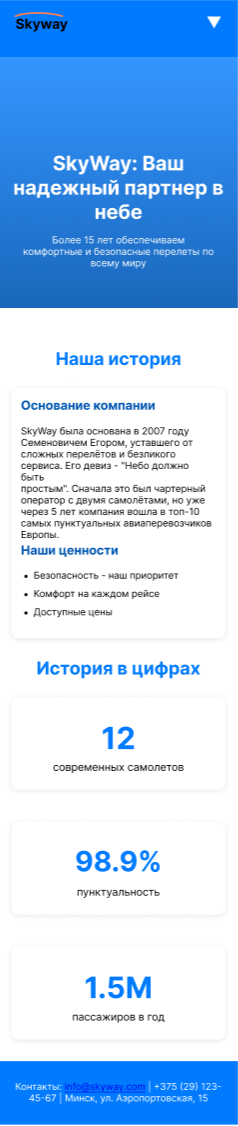 Skyway
SkyWay: Ваш
надежный партнер в
небе
Более 15 лет обеспечиваем
комфортные и безопасные перелеты по
всему миру
Наша история
Основание компании
SkyWay была основана в 2007 году
Семеновичем Егором, уставшего от
сложных перелётов и безликого
сервиса. Его девиз - "Небо должно
быть
простым". Сначала это был чартерный
оператор с двумя самолётами, но уже
через 5 лет компания вошла в топ-10
самых пунктуальных авиаперевозчиков
Европы.
Наши ценности
• Безопасность - наш приоритет
• Комфорт на каждом рейсе
• Доступные цены
История в цифрах
12
современных самолетов
98.9%
пунктуальность
1.5M
пассажиров в год
Контакты: info@skyway.com | +375 (29) 123-
45-67 | Минск, ул. Аэропортовская, 15